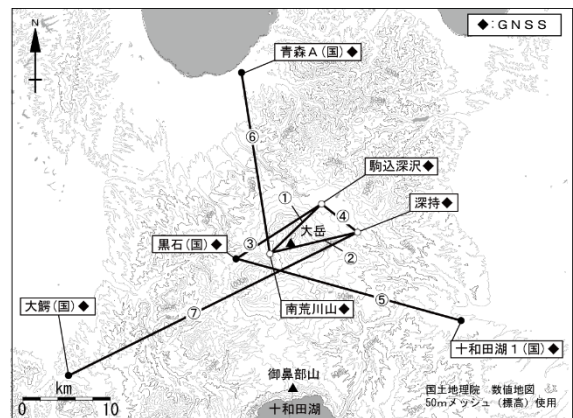 N
◆:GNSS
青森A(国)◆
⑥
駒込深沢◆
①
④
深持◆
大岳
黒石(国)◆
③
②
大鰐(国)◆
⑦
南荒川山◆
⑤
十和田湖1(国)◆
御鼻部山
km
0 10
十和田湖
国土地理院 数値地図
50mメッシュ(標高)使用